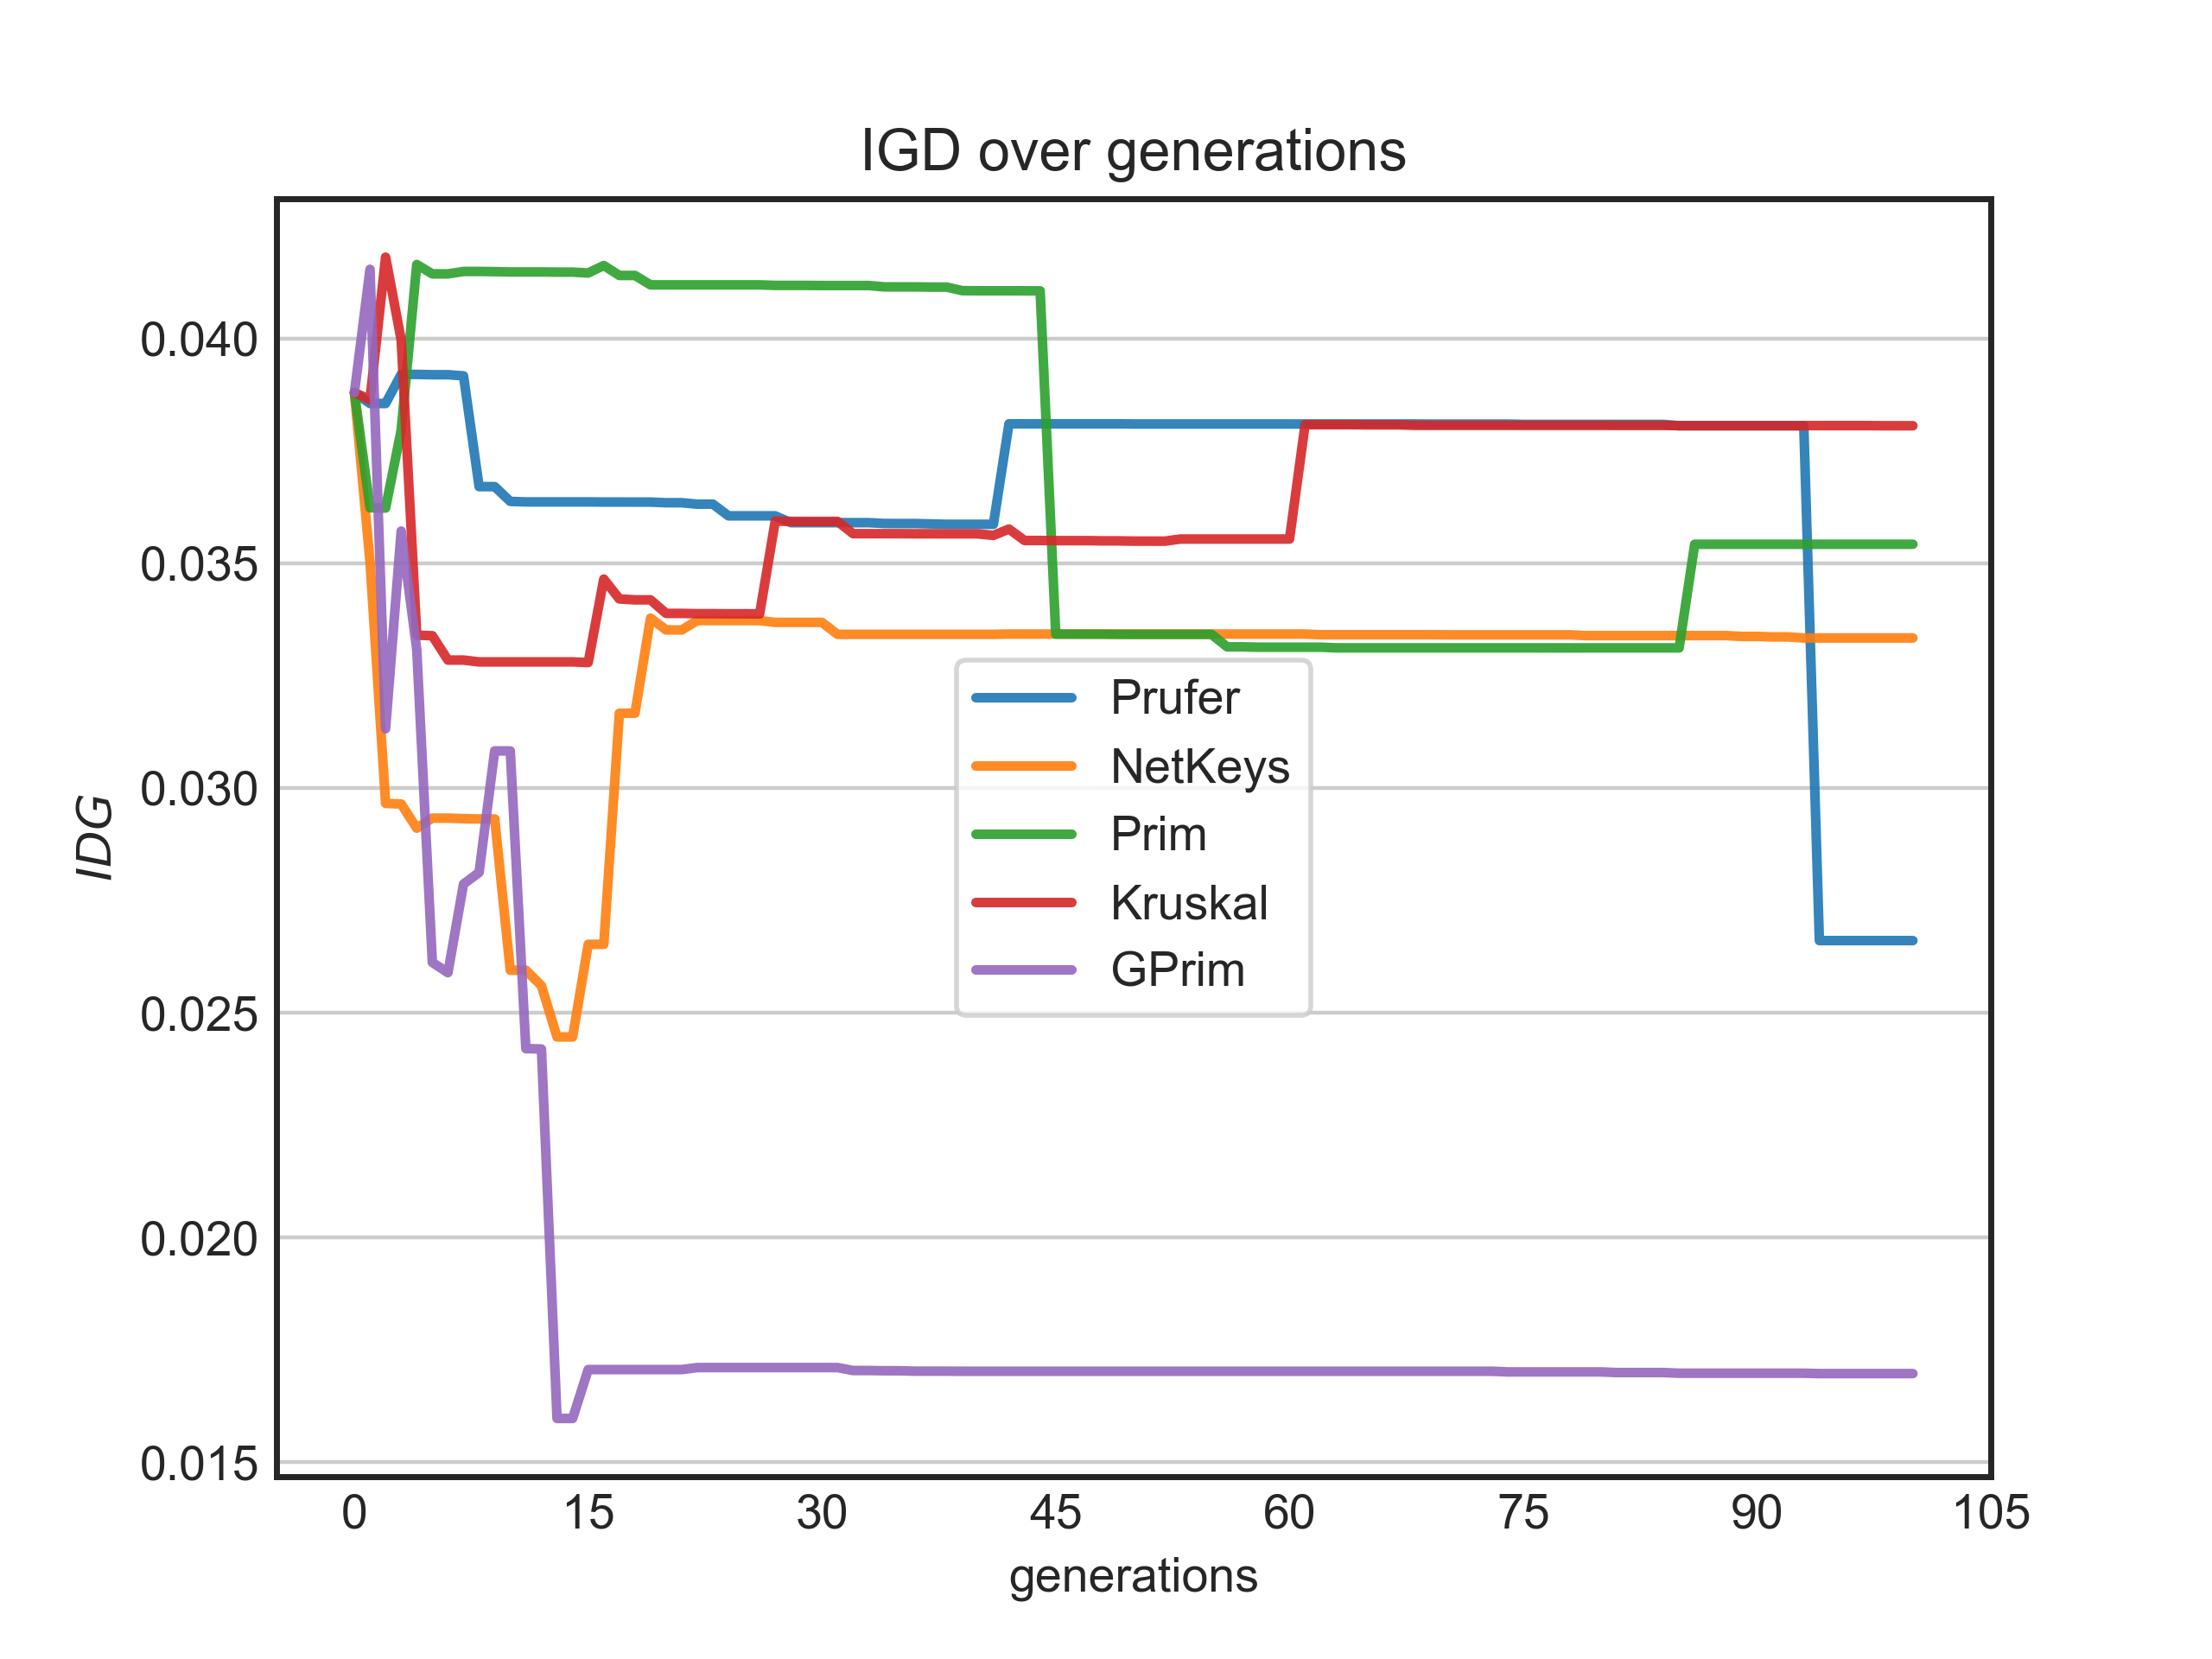 IGD over generations
IDG
0.040
0.035
0.030
0.025
0.020
0.015
0 15 30 45 60 75 90 105
generations
Prufer
NetKeys
Prim
Kruskal
GPrim